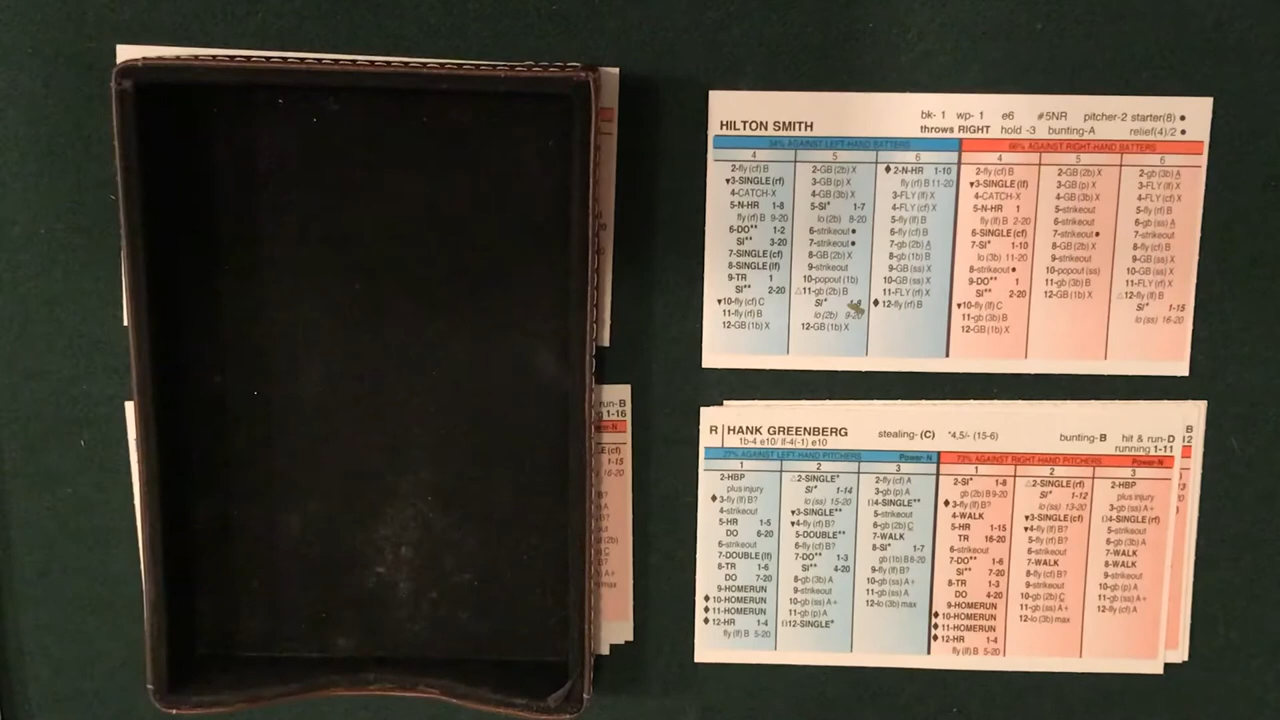 HILTON SMITH
bk- 1 wp- 1 e6 #5NR pitcher-2 starter(8) ●
throws RIGHT hold -3 bunting-A relief(4)/2 ●
34% AGAINST LEFT-HAND BATTERS
4
2-fly (cf) B
▼3-SINGLE (rf)
4-CATCH-X
5-N-HR 1-8
fly (rf) B 9-20
6-DO** 1-2
SI** 3-20
7-SINGLE (cf)
8-SINGLE (lf)
9-TR 1
SI** 2-20
▼10-fly (cf) C
11-fly (rf) B
12-GB (1b) X
5
2-GB (2b) X
3-GB (p) X
4-GB (3b) X
5-SI* 1-7
lo (2b) 8-20
6-strikeout ●
7-strikeout ●
8-GB (2b) X
9-strikeout
10-popout (1b)
△11-gb (2b) B
SI*
lo (2b) 9-20
12-GB (1b) X
6
♦ 2-N-HR 1-10
fly (rf) B 11-20
3-FLY (lf) X
4-FLY (cf) X
5-fly (lf) B
6-fly (cf) B
7-gb (2b) A
8-gb (1b) B
9-GB (ss) X
10-GB (ss) X
11-FLY (rf) X
♦ 12-fly (rf) B
66% AGAINST RIGHT-HAND BATTERS
4
2-fly (cf) B
▼3-SINGLE (lf)
4-CATCH-X
5-N-HR 1
fly (lf) B 2-20
6-SINGLE (cf)
7-SI* 1-10
lo (3b) 11-20
8-strikeout ●
9-DO** 1
SI** 2-20
▼10-fly (lf) C
11-gb (3b) B
12-GB (1b) X
5
2-GB (2b) X
3-GB (p) X
4-GB (3b) X
5-strikeout
6-strikeout
7-strikeout ●
8-GB (2b) X
9-strikeout
10-popout (ss)
11-gb (3b) B
12-GB (1b) X
6
2-gb (3b) A
3-FLY (lf) X
4-FLY (cf) X
5-fly (rf) B
6-gb (ss) A
7-strikeout
8-fly (cf) B
9-GB (ss) X
10-GB (ss) X
11-FLY (rf) X
△12-fly (lf) B
SI* 1-15
lo (ss) 16-20
R HANK GREENBERG stealing- (C) *4,5/- (15-6) bunting-B hit & run-D
1b-4 e10/ lf-4(-1) e10 running 1-11
27% AGAINST LEFT-HAND PITCHERS Power-N
1
2-HBP
plus injury
♦ 3-fly (lf) B?
4-strikeout
5-HR 1-5
DO 6-20
6-strikeout
7-DOUBLE (lf)
8-TR 1-6
DO 7-20
9-HOMERUN
♦ 10-HOMERUN
♦ 11-HOMERUN
♦ 12-HR 1-4
fly (lf) B 5-20
2
△2-SINGLE*
SI* 1-14
lo (ss) 15-20
▼3-SINGLE**
▼4-fly (rf) B?
5-DOUBLE**
6-fly (cf) B?
7-DO** 1-3
SI** 4-20
8-gb (3b) A
9-strikeout
10-gb (ss) A+
11-gb (p) A
⟨⟩12-SINGLE*
3
2-fly (cf) A
3-gb (p) A
⟨⟩4-SINGLE**
5-strikeout
6-gb (2b) C
7-WALK
8-SI* 1-7
gb (1b) B 8-20
9-fly (lf) B?
10-gb (ss) A+
11-gb (ss) A
12-lo (3b) max
73% AGAINST RIGHT-HAND PITCHERS Power-N
1
2-SI* 1-8
gb (2b) B 9-20
♦ 3-fly (lf) B?
4-WALK
5-HR 1-15
TR 16-20
6-strikeout
7-DO** 1-6
SI** 7-20
8-TR 1-3
DO 4-20
9-HOMERUN
♦ 10-HOMERUN
♦ 11-HOMERUN
♦ 12-HR 1-4
fly (lf) B 5-20
2
△2-SINGLE (rf)
SI* 1-12
lo (ss) 13-20
▼3-SINGLE (cf)
▼4-fly (rf) B?
5-fly (rf) B?
6-strikeout
7-WALK
8-fly (cf) B?
9-strikeout
10-gb (2b) C
11-gb (ss) A+
12-lo (3b) max
3
2-HBP
plus injury
3-gb (ss) A+
⟨⟩4-SINGLE (rf)
5-strikeout
6-gb (3b) A
7-WALK
8-WALK
9-strikeout
10-gb (p) A
11-gb (ss) A+
12-fly (cf) A
run-B
1-16
1-15
16-20